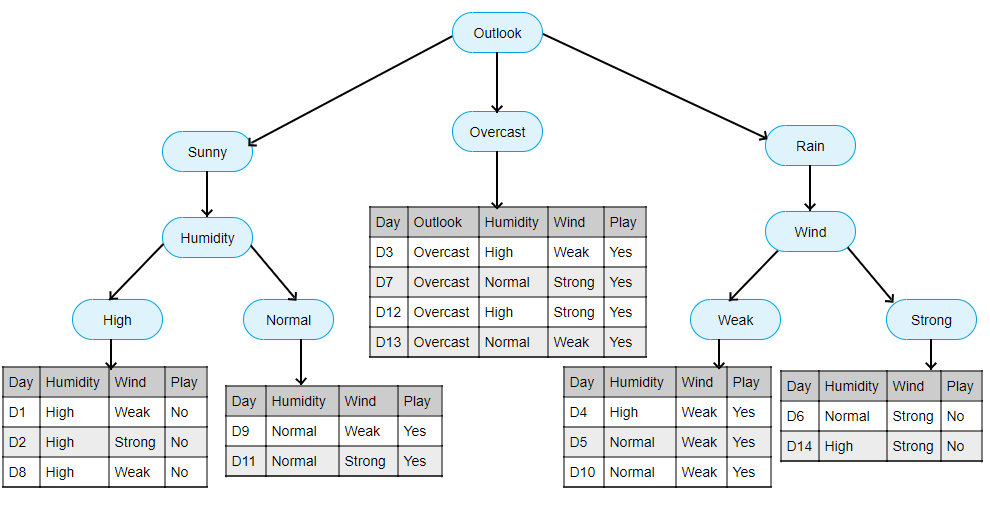 Outlook
Sunny
Overcast
Rain
Humidity
Wind
High
Normal
Weak
Strong
Day Outlook Humidity Wind Play
D3 Overcast High Weak Yes
D7 Overcast Normal Strong Yes
D12 Overcast High Strong Yes
D13 Overcast Normal Weak Yes
Day Humidity Wind Play
D1 High Weak No
D2 High Strong No
D8 High Weak No
Day Humidity Wind Play
D9 Normal Weak Yes
D11 Normal Strong Yes
Day Humidity Wind Play
D4 High Weak Yes
D5 Normal Weak Yes
D10 Normal Weak Yes
Day Humidity Wind Play
D6 Normal Strong No
D14 High Strong No